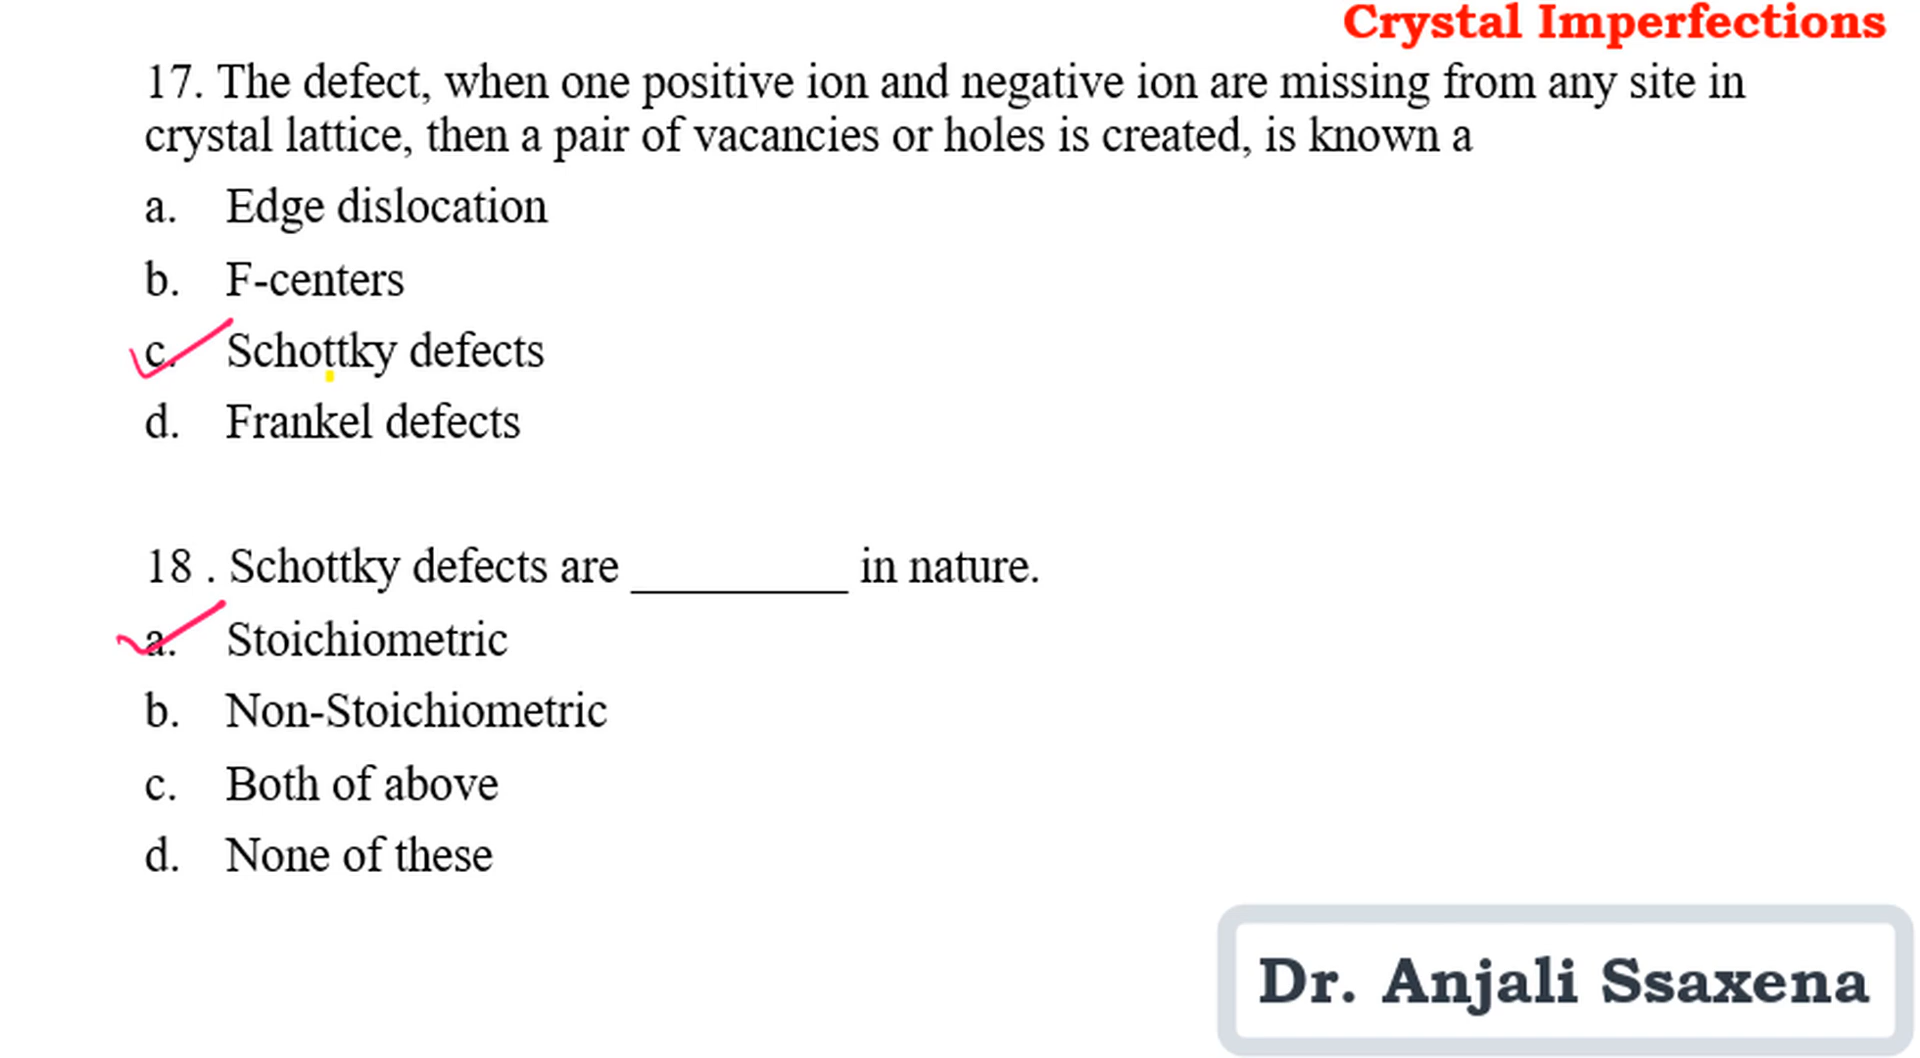 Crystal Imperfections
17. The defect, when one positive ion and negative ion are missing from any site in
crystal lattice, then a pair of vacancies or holes is created, is known a
a. Edge dislocation
b. F-centers
c. Schottky defects
d. Frankel defects
18 . Schottky defects are _________ in nature.
a. Stoichiometric
b. Non-Stoichiometric
c. Both of above
d. None of these
Dr. Anjali Ssaxena